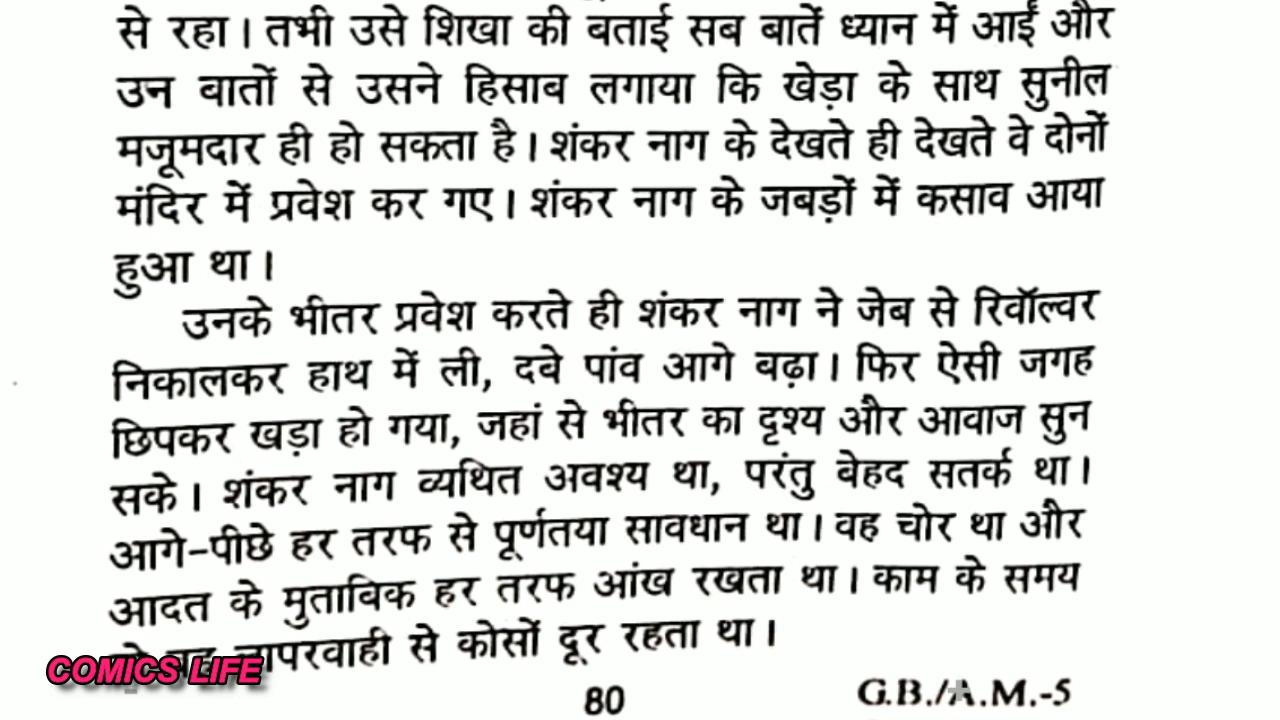 से रहा। तभी उसे शिखा की बताई सब बातें ध्यान में आईं और
उन बातों से उसने हिसाब लगाया कि खेड़ा के साथ सुनील
मजूमदार ही हो सकता है। शंकर नाग के देखते ही देखते वे दोनों
मंदिर में प्रवेश कर गए। शंकर नाग के जबड़ों में कसाव आया
हुआ था।
उनके भीतर प्रवेश करते ही शंकर नाग ने जेब से रिवॉल्वर
निकालकर हाथ में ली, दबे पांव आगे बढ़ा। फिर ऐसी जगह
छिपकर खड़ा हो गया, जहां से भीतर का दृश्य और आवाज सुन
सके। शंकर नाग व्यथित अवश्य था, परंतु बेहद सतर्क था।
आगे-पीछे हर तरफ से पूर्णतया सावधान था। वह चोर था और
आदत के मुताबिक हर तरफ आंख रखता था। काम के समय
लापरवाही से कोसों दूर रहता था।
COMICS LIFE
80
G.B./A.M.-5